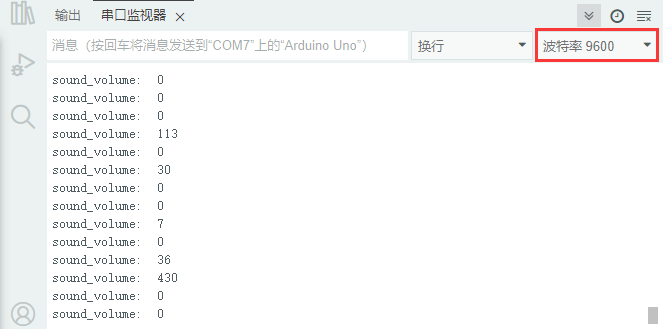 输出 串口监视器
消息（按回车将消息发送到“COM7”上的“Arduino Uno”） 换行 波特率 9600
sound_volume: 0
sound_volume: 0
sound_volume: 0
sound_volume: 113
sound_volume: 0
sound_volume: 30
sound_volume: 0
sound_volume: 0
sound_volume: 7
sound_volume: 0
sound_volume: 36
sound_volume: 430
sound_volume: 0
sound_volume: 0